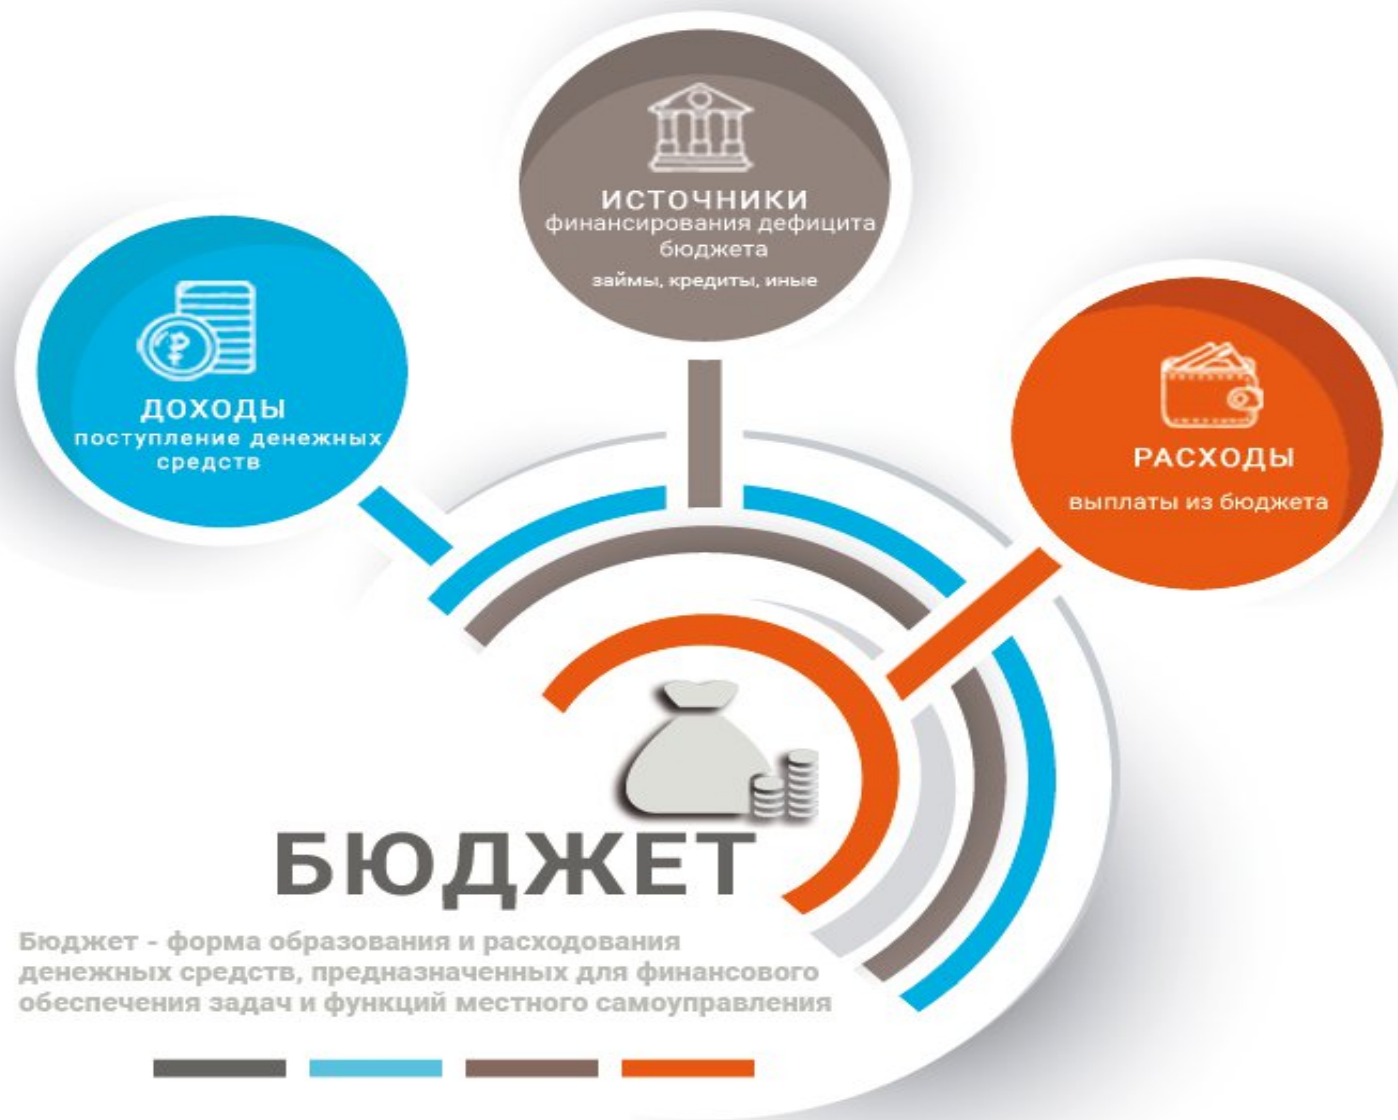 ИСТОЧНИКИ
финансирования дефицита
бюджета
займы, кредиты, иные
ДОХОДЫ
поступление денежных
средств
РАСХОДЫ
выплаты из бюджета
БЮДЖЕТ
Бюджет - форма образования и расходования
денежных средств, предназначенных для финансового
обеспечения задач и функций местного самоуправления